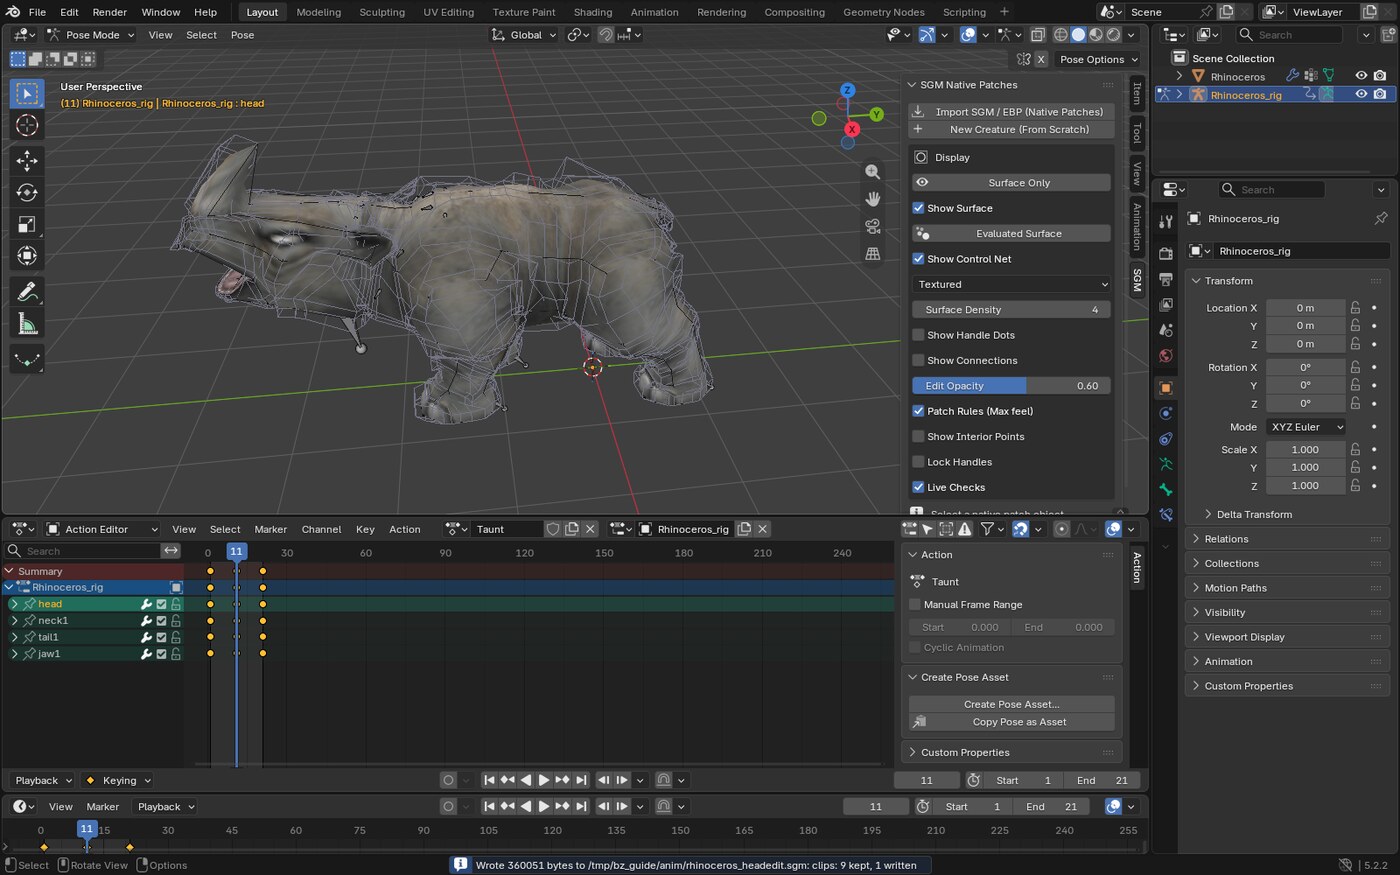 File Edit Render Window Help Layout Modeling Sculpting UV Editing Texture Paint Shading Animation Rendering Compositing Geometry Nodes Scripting + Scene ViewLayer
Pose Mode View Select Pose Global
Search
X Pose Options
Scene Collection
Rhinoceros
Rhinoceros_rig
User Perspective
(11) Rhinoceros_rig | Rhinoceros_rig : head
Z
Y
X
SGM Native Patches
Import SGM / EBP (Native Patches)
New Creature (From Scratch)
Display
Surface Only
Show Surface
Evaluated Surface
Show Control Net
Textured
Surface Density 4
Show Handle Dots
Show Connections
Edit Opacity 0.60
Patch Rules (Max feel)
Show Interior Points
Lock Handles
Live Checks
Item
Tool
View
Animation
SGM
Search
Rhinoceros_rig
Rhinoceros_rig
Transform
Location X 0 m
Y 0 m
Z 0 m
Rotation X 0°
Y 0°
Z 0°
Mode XYZ Euler
Scale X 1.000
Y 1.000
Z 1.000
Delta Transform
Relations
Collections
Motion Paths
Visibility
Viewport Display
Animation
Custom Properties
Action Editor View Select Marker Channel Key Action Taunt Rhinoceros_rig
Search
0 11 30 60 90 120 150 180 210 240
Summary
Rhinoceros_rig
head
neck1
tail1
jaw1
Action
Taunt
Manual Frame Range
Start 0.000 End 0.000
Cyclic Animation
Create Pose Asset
Create Pose Asset...
Copy Pose as Asset
Custom Properties
Action
Playback Keying 11 Start 1 End 21
View Marker Playback 11 Start 1 End 21
0 11 15 30 45 60 75 90 105 120 135 150 165 180 195 210 225 240 255
Select Rotate View Options Wrote 360051 bytes to /tmp/bz_guide/anim/rhinoceros_headedit.sgm: clips: 9 kept, 1 written 5.2.2